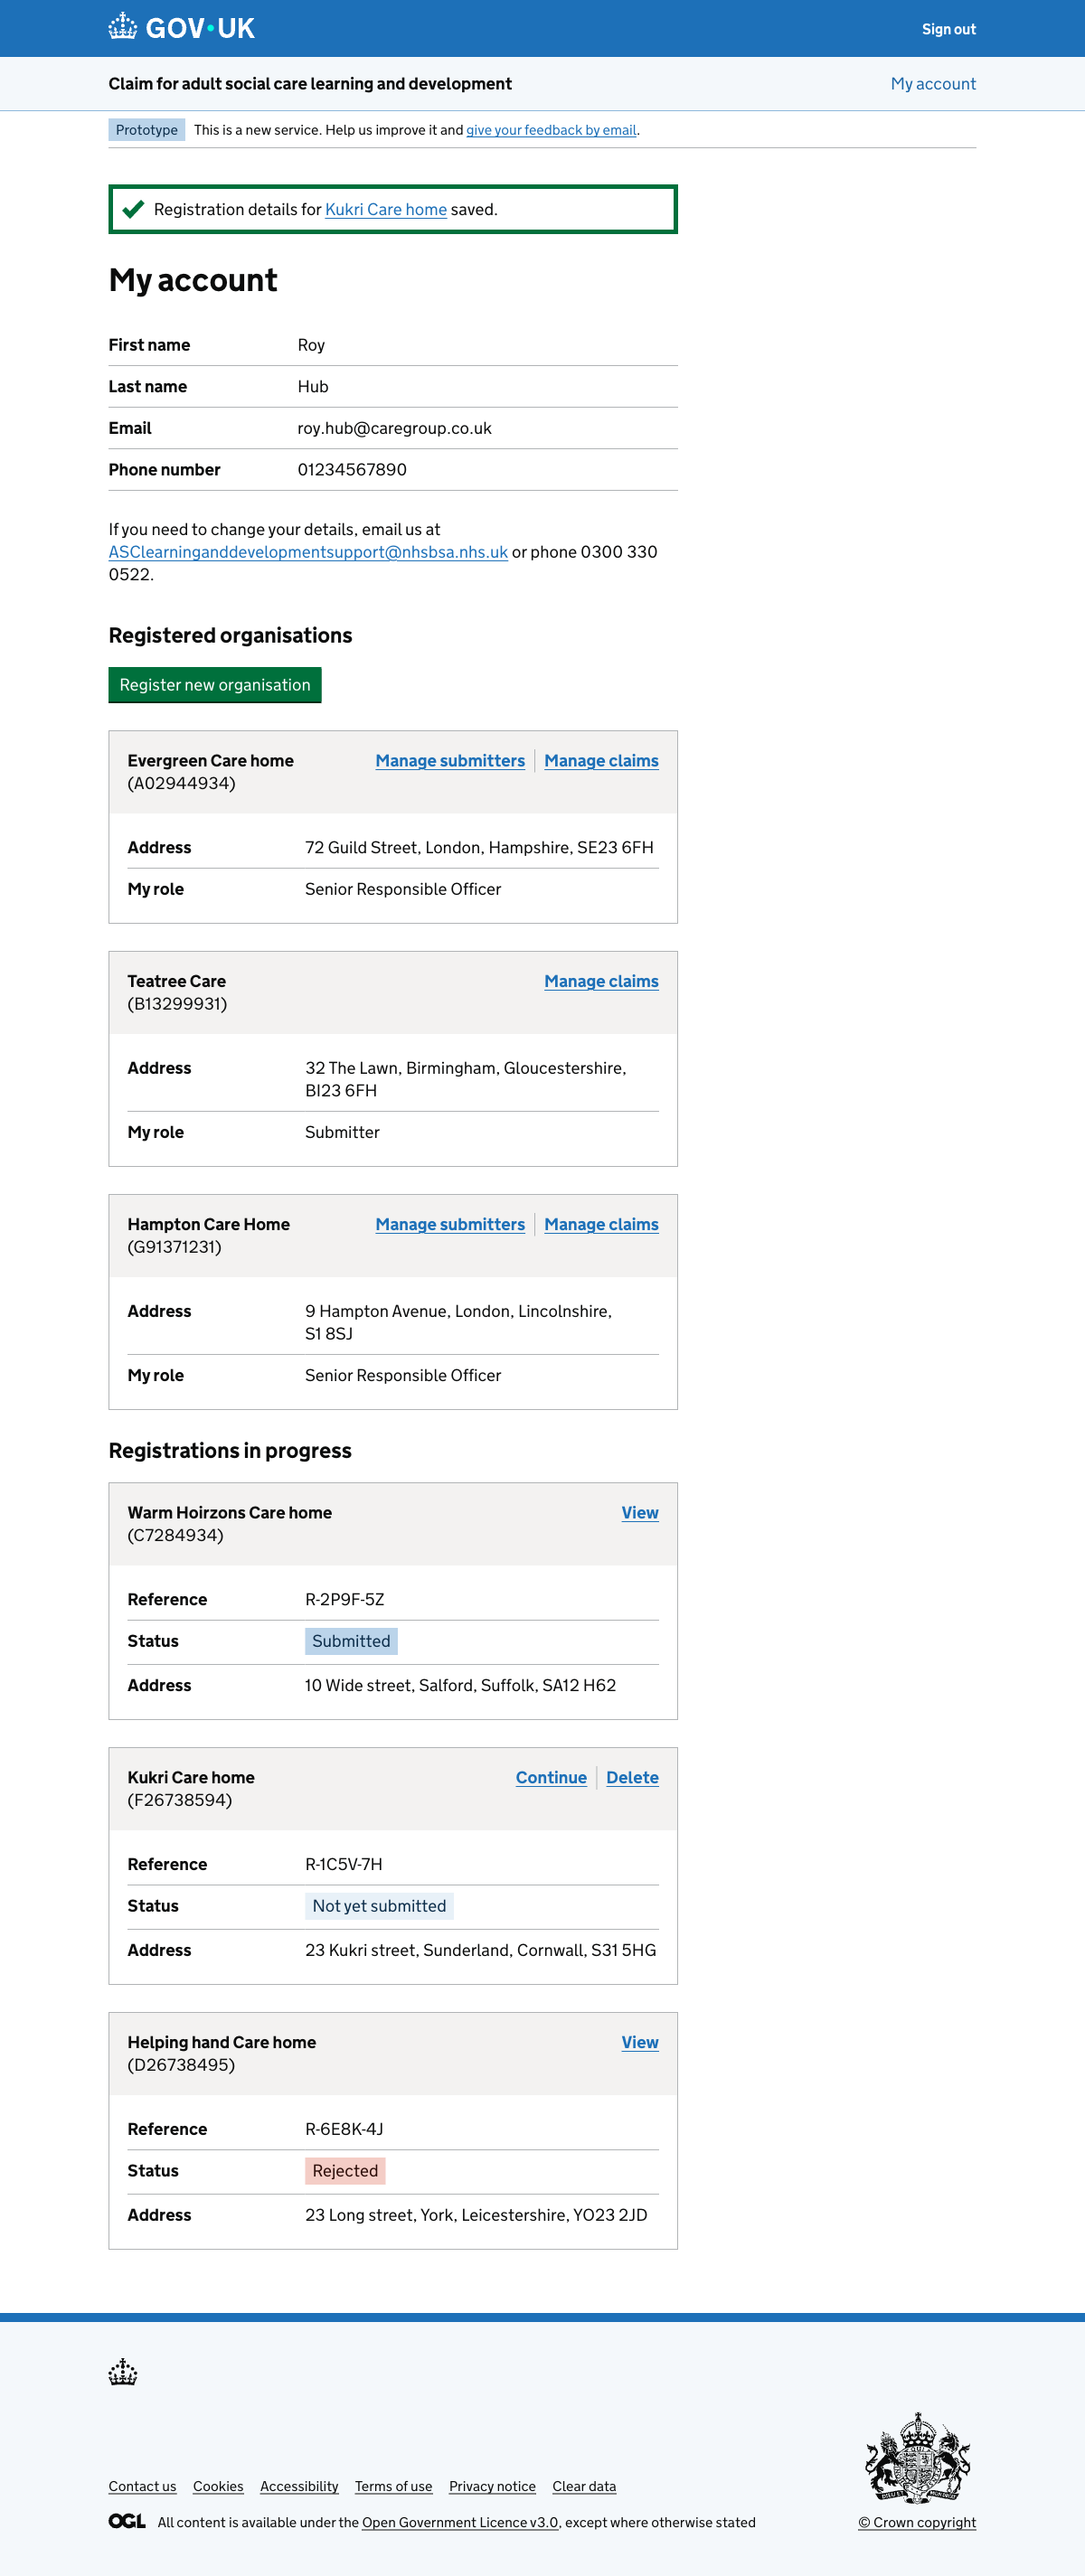 GOV·UK
Sign out
Claim for adult social care learning and development
My account
Prototype
This is a new service. Help us improve it and give your feedback by email.
Registration details for Kukri Care home saved.
My account
First name Roy
Last name Hub
Email roy.hub@caregroup.co.uk
Phone number 01234567890
If you need to change your details, email us at
ASClearninganddevelopmentsupport@nhsbsa.nhs.uk or phone 0300 330
0522.
Registered organisations
Register new organisation
Evergreen Care home Manage submitters Manage claims
(A02944934)
Address 72 Guild Street, London, Hampshire, SE23 6FH
My role Senior Responsible Officer
Teatree Care Manage claims
(B13299931)
Address 32 The Lawn, Birmingham, Gloucestershire,
BI23 6FH
My role Submitter
Hampton Care Home Manage submitters Manage claims
(G91371231)
Address 9 Hampton Avenue, London, Lincolnshire,
S1 8SJ
My role Senior Responsible Officer
Registrations in progress
Warm Hoirzons Care home View
(C7284934)
Reference R-2P9F-5Z
Status Submitted
Address 10 Wide street, Salford, Suffolk, SA12 H62
Kukri Care home Continue Delete
(F26738594)
Reference R-1C5V-7H
Status Not yet submitted
Address 23 Kukri street, Sunderland, Cornwall, S31 5HG
Helping hand Care home View
(D26738495)
Reference R-6E8K-4J
Status Rejected
Address 23 Long street, York, Leicestershire, YO23 2JD
Contact us Cookies Accessibility Terms of use Privacy notice Clear data
OGL All content is available under the Open Government Licence v3.0, except where otherwise stated
© Crown copyright